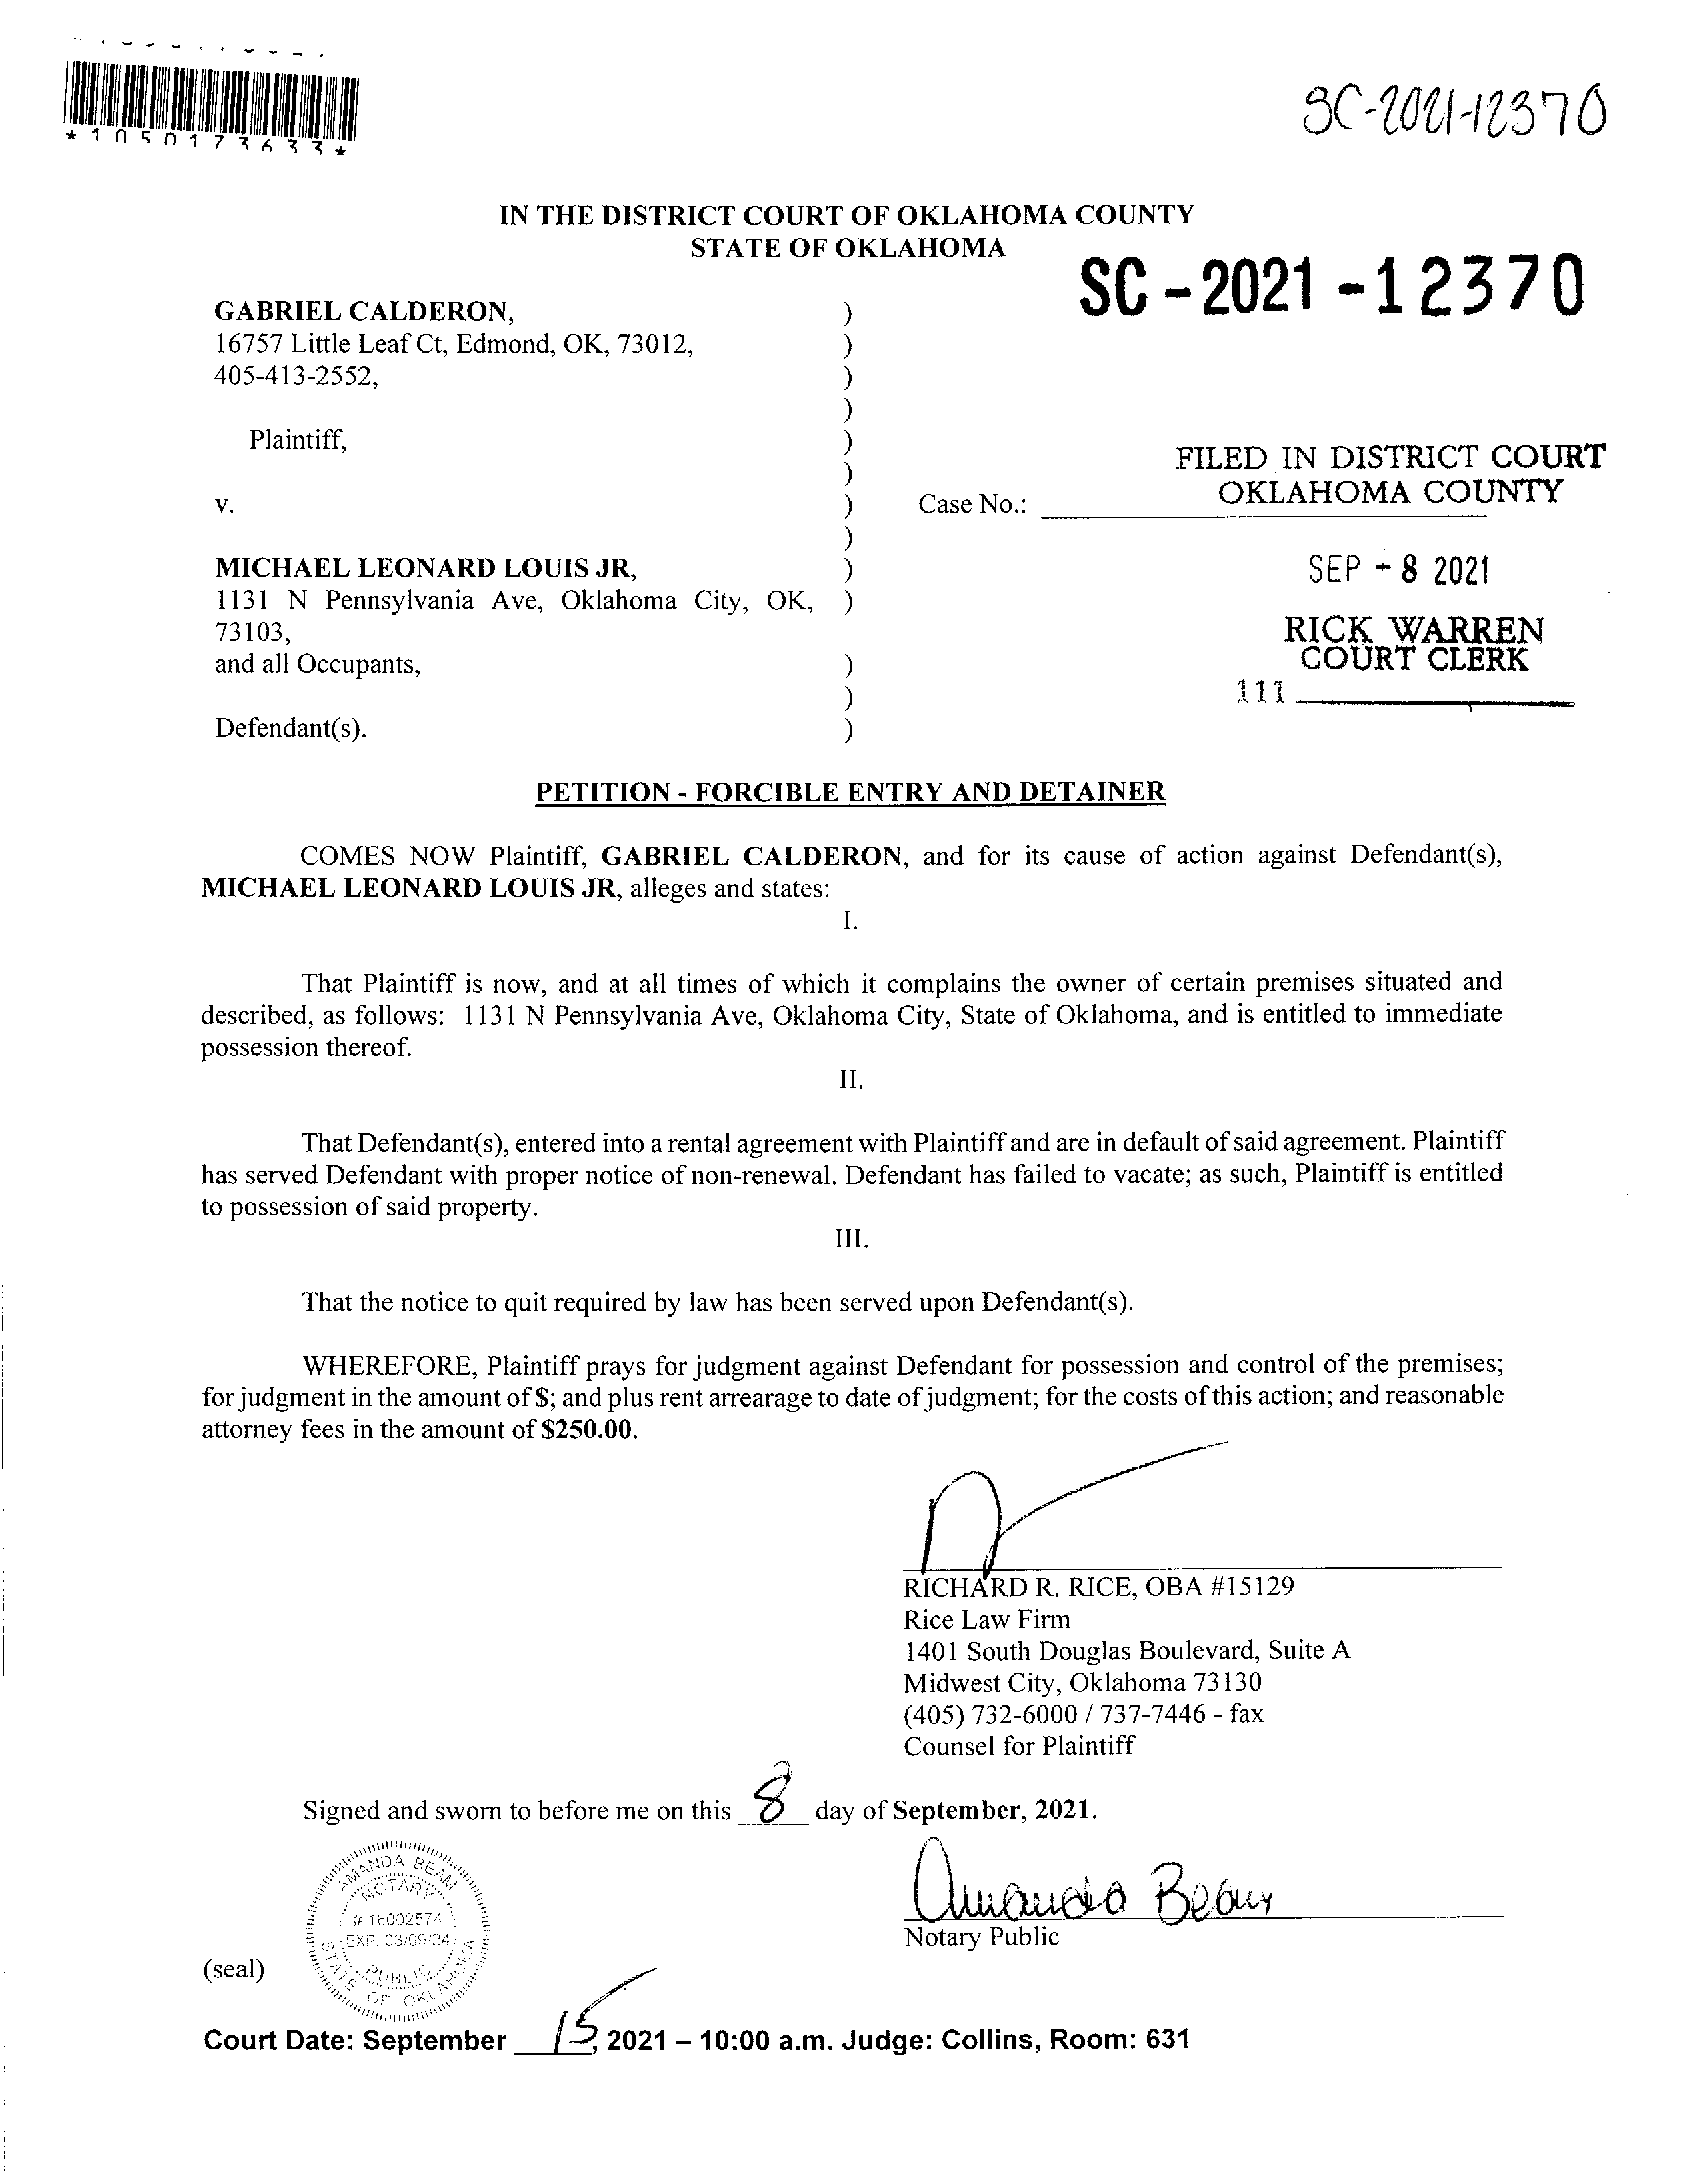 *1050173633*
SC-2021-12370
IN THE DISTRICT COURT OF OKLAHOMA COUNTY
STATE OF OKLAHOMA
SC-2021-12370
GABRIEL CALDERON, )
16757 Little Leaf Ct, Edmond, OK, 73012, )
405-413-2552, )
)
Plaintiff, )
)
FILED IN DISTRICT COURT
OKLAHOMA COUNTY
v. ) Case No.:
)
SEP - 8 2021
MICHAEL LEONARD LOUIS JR, )
1131 N Pennsylvania Ave, Oklahoma City, OK, )
73103,
RICK WARREN
COURT CLERK
and all Occupants, )
111
)
Defendant(s). )
PETITION - FORCIBLE ENTRY AND DETAINER
COMES NOW Plaintiff, GABRIEL CALDERON, and for its cause of action against Defendant(s),
MICHAEL LEONARD LOUIS JR, alleges and states:
I.
That Plaintiff is now, and at all times of which it complains the owner of certain premises situated and
described, as follows: 1131 N Pennsylvania Ave, Oklahoma City, State of Oklahoma, and is entitled to immediate
possession thereof.
II.
That Defendant(s), entered into a rental agreement with Plaintiff and are in default of said agreement. Plaintiff
has served Defendant with proper notice of non-renewal. Defendant has failed to vacate; as such, Plaintiff is entitled
to possession of said property.
III.
That the notice to quit required by law has been served upon Defendant(s).
WHEREFORE, Plaintiff prays for judgment against Defendant for possession and control of the premises;
for judgment in the amount of $; and plus rent arrearage to date of judgment; for the costs of this action; and reasonable
attorney fees in the amount of $250.00.
RICHARD R. RICE, OBA #15129
Rice Law Firm
1401 South Douglas Boulevard, Suite A
Midwest City, Oklahoma 73130
(405) 732-6000 / 737-7446 - fax
Counsel for Plaintiff
Signed and sworn to before me on this 8 day of September, 2021.
AMANDA BEAM
NOTARY
EXP. 03/09/24
PUBLIC
STATE OF OKLAHOMA
Amanda Beam
Notary Public
(seal)
Court Date: September 15, 2021 – 10:00 a.m. Judge: Collins, Room: 631